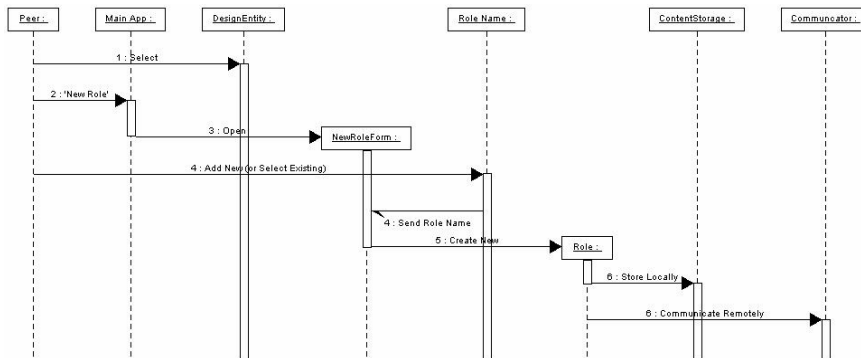 Peer :
Main App :
DesignEntity :
Role Name :
ContentStorage :
Communcator :
1 : Select
2 : 'New Role'
3 : Open
NewRoleForm :
4 : Add New (or Select Existing)
4 : Send Role Name
5 : Create New
Role :
6 : Store Locally
6 : Communicate Remotely